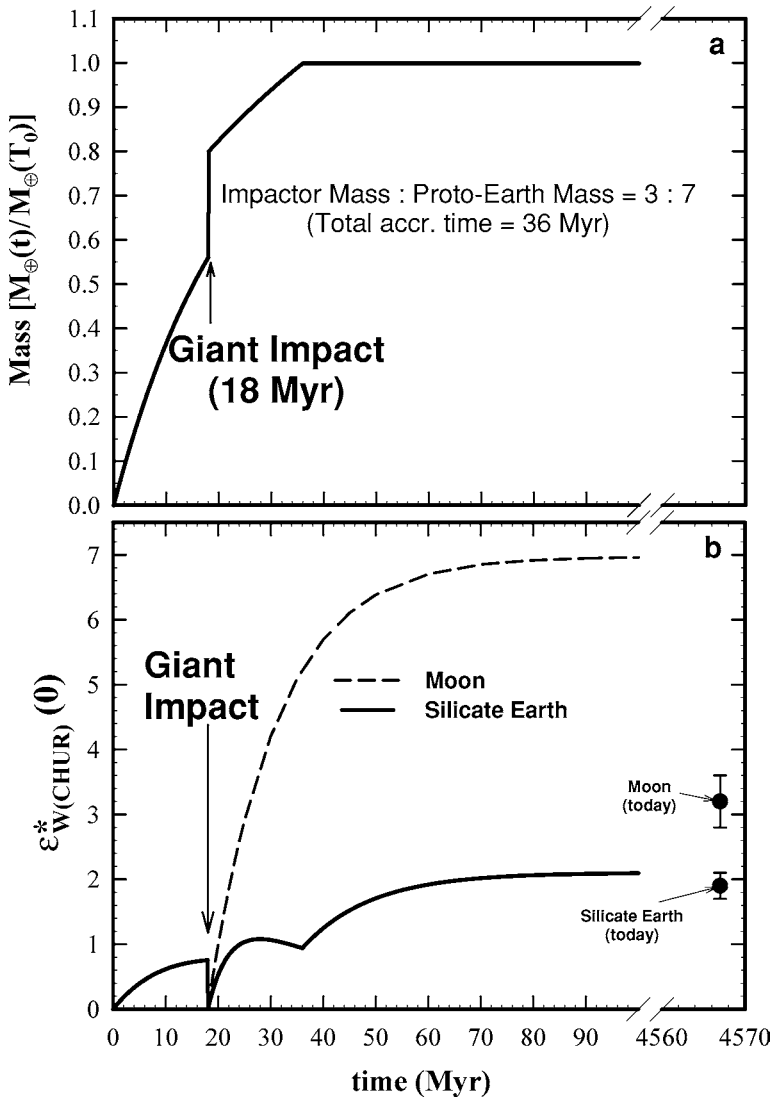 1.1
a
1.0
0.9
0.8
0.7
0.6
0.5
0.4
0.3
0.2
0.1
0.0
Mass [M⊕(t)/M⊕(T0)]
Impactor Mass : Proto-Earth Mass = 3 : 7
(Total accr. time = 36 Myr)
Giant Impact
(18 Myr)
b
7
6
5
4
3
2
1
0
ε*W(CHUR) (0)
Giant
Impact
Moon
Silicate Earth
Moon
(today)
Silicate Earth
(today)
0 10 20 30 40 50 60 70 80 90 100 4560 4570
time (Myr)